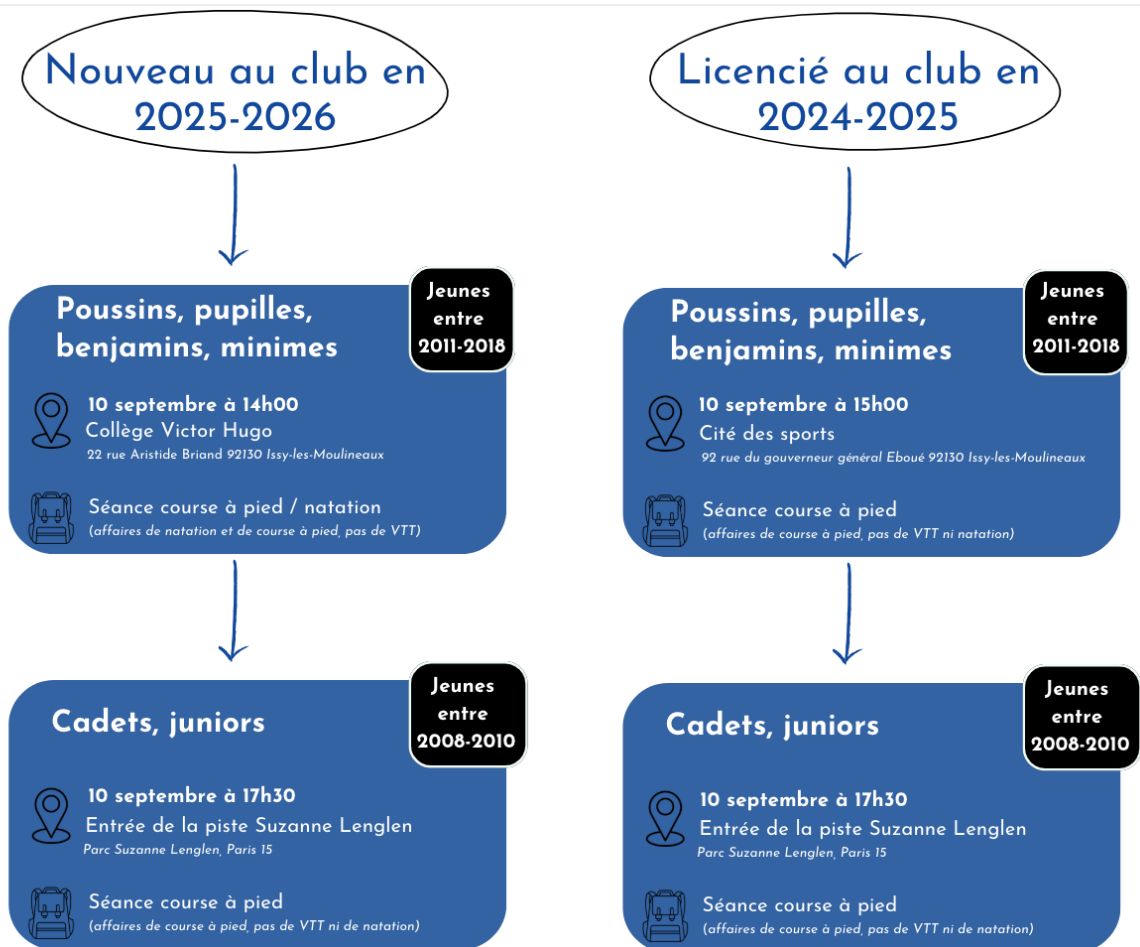 Nouveau au club en
2025-2026
Poussins, pupilles,
benjamins, minimes
Jeunes
entre
2011-2018
10 septembre à 14h00
Collège Victor Hugo
22 rue Aristide Briand 92130 Issy-les-Moulineaux
Séance course à pied / natation
(affaires de natation et de course à pied, pas de VTT)
Cadets, juniors
Jeunes
entre
2008-2010
10 septembre à 17h30
Entrée de la piste Suzanne Lenglen
Parc Suzanne Lenglen, Paris 15
Séance course à pied
(affaires de course à pied, pas de VTT ni de natation)
Licencié au club en
2024-2025
Poussins, pupilles,
benjamins, minimes
Jeunes
entre
2011-2018
10 septembre à 15h00
Cité des sports
92 rue du gouverneur général Eboué 92130 Issy-les-Moulineaux
Séance course à pied
(affaires de course à pied, pas de VTT ni natation)
Cadets, juniors
Jeunes
entre
2008-2010
10 septembre à 17h30
Entrée de la piste Suzanne Lenglen
Parc Suzanne Lenglen, Paris 15
Séance course à pied
(affaires de course à pied, pas de VTT ni de natation)